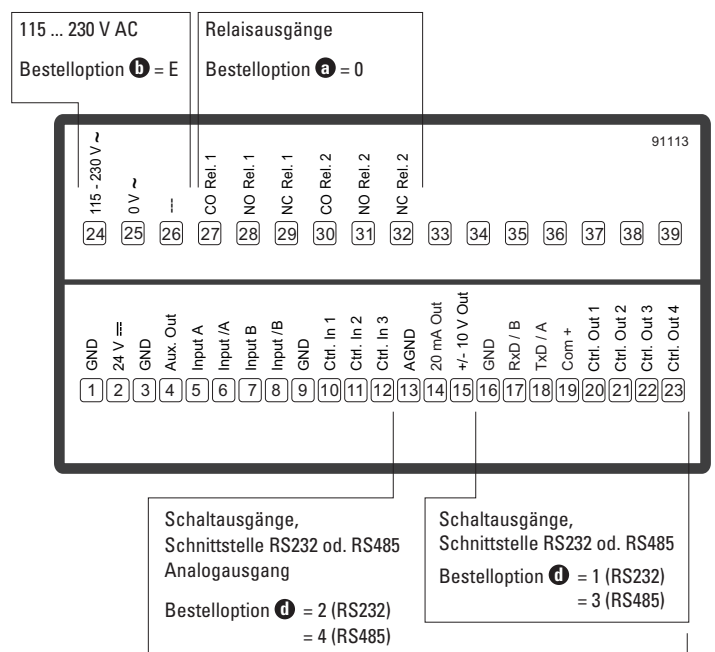 115 ... 230 V AC
Bestelloption b = E
Relaisausgänge
Bestelloption a = 0
91113
115 - 230 V ~
0 V ~
---
CO Rel. 1
NO Rel. 1
NC Rel. 1
CO Rel. 2
NO Rel. 2
NC Rel. 2
24 25 26 27 28 29 30 31 32 33 34 35 36 37 38 39
GND
24 V
GND
Aux. Out
Input A
Input /A
Input B
Input /B
GND
Ctrl. In 1
Ctrl. In 2
Ctrl. In 3
AGND
20 mA Out
+/- 10 V Out
GND
RxD / B
TxD / A
Com +
Ctrl. Out 1
Ctrl. Out 2
Ctrl. Out 3
Ctrl. Out 4
1 2 3 4 5 6 7 8 9 10 11 12 13 14 15 16 17 18 19 20 21 22 23
Schaltausgänge,
Schnittstelle RS232 od. RS485
Analogausgang
Bestelloption d = 2 (RS232)
= 4 (RS485)
Schaltausgänge,
Schnittstelle RS232 od. RS485
Bestelloption d = 1 (RS232)
= 3 (RS485)